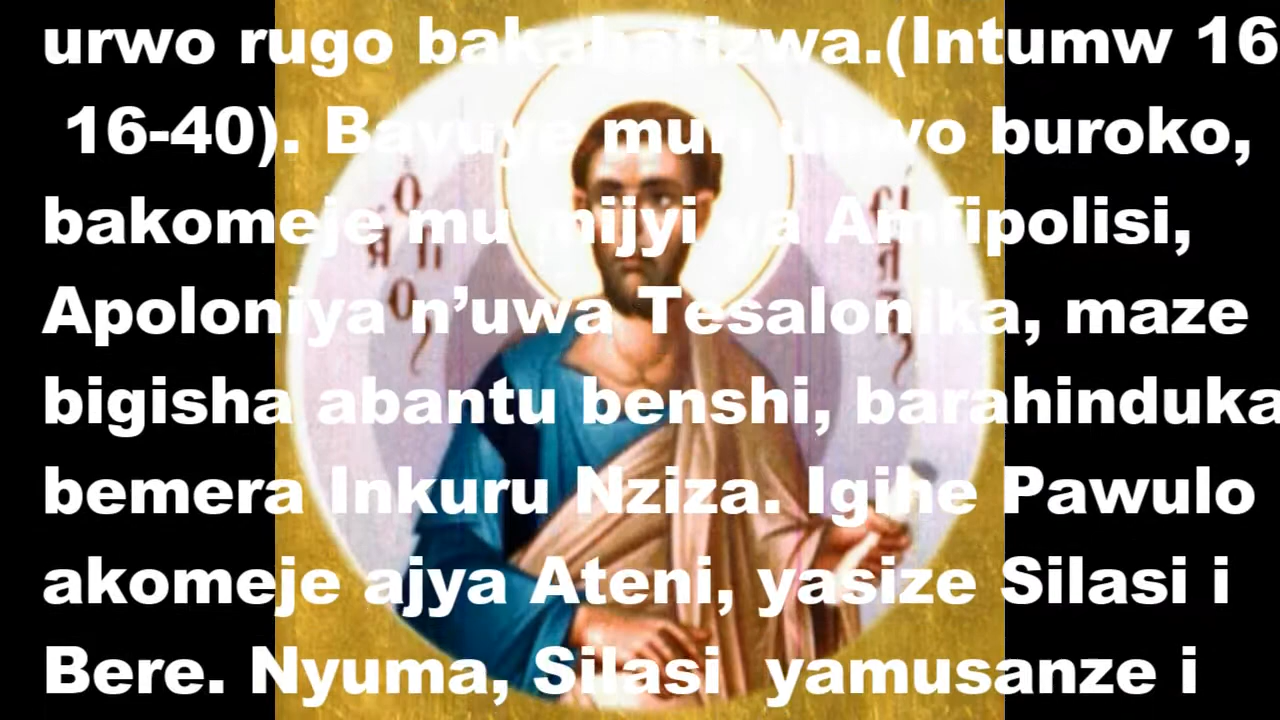 urwo rugo bakabatizwa.(Intumw 16
16-40). Bavuye muri urwo buroko,
bakomeje mu mijyi ya Amfipolisi,
Apoloniya n’uwa Tesalonika, maze
bigisha abantu benshi, barahinduka
bemera Inkuru Nziza. Igihe Pawulo
akomeje ajya Ateni, yasize Silasi i
Bere. Nyuma, Silasi yamusanze i